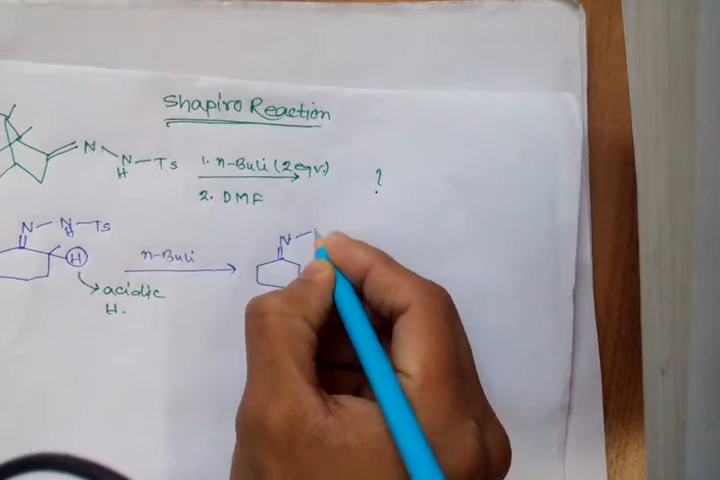 Shapiro Reaction
N N - Ts
H
1. n-Buli (2eqv.)
2. DMF
?
N - N - Ts
H
H
n-Buli
N
acidic
H.